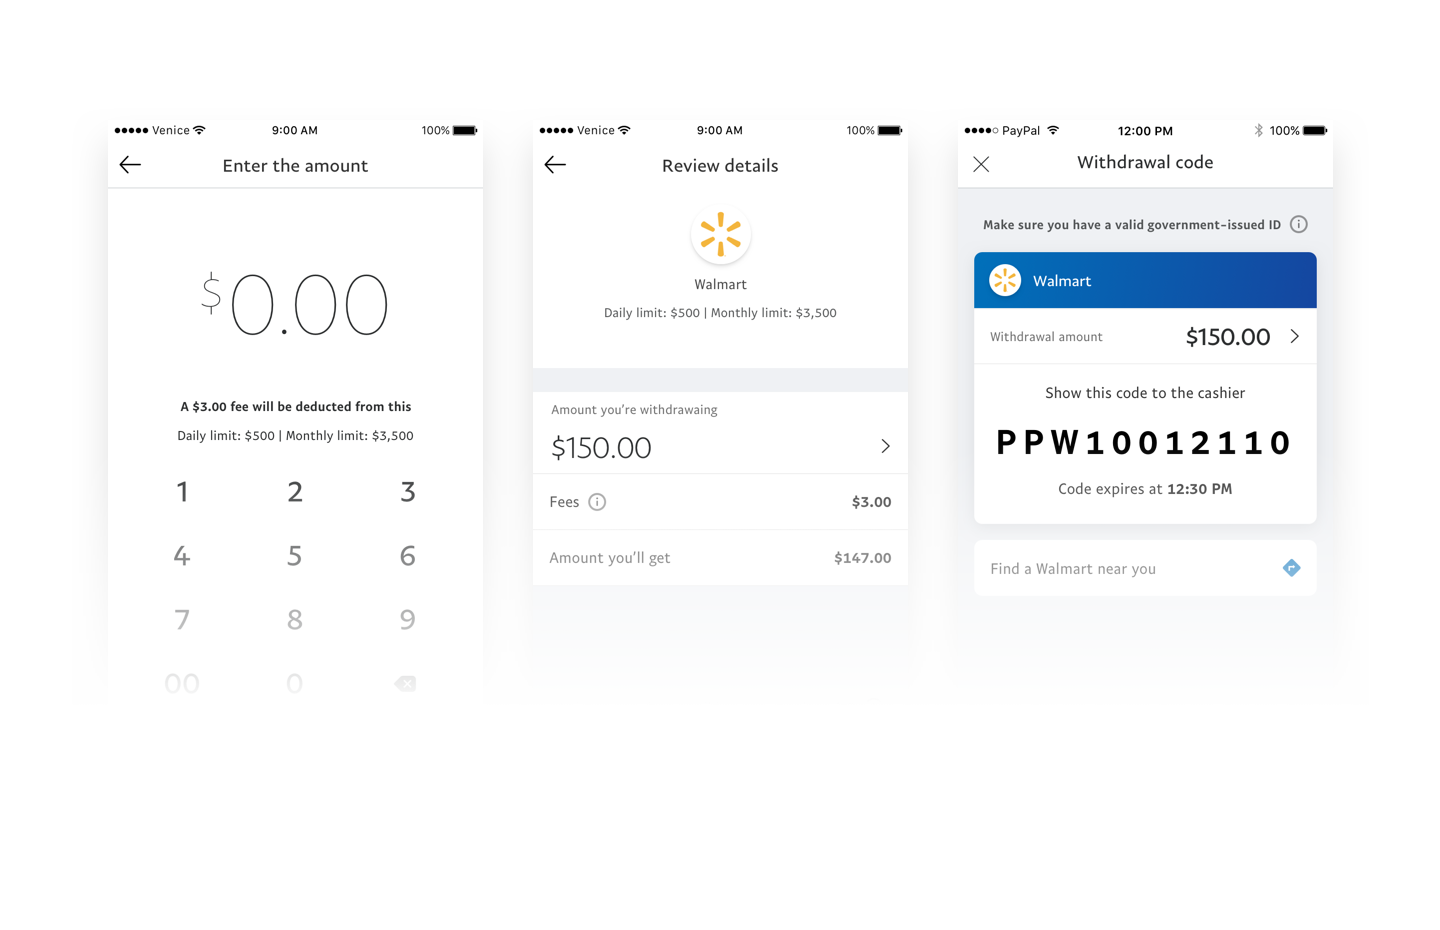 Venice 9:00 AM 100%
Enter the amount
$0.00
A $3.00 fee will be deducted from this
Daily limit: $500 | Monthly limit: $3,500
1 2 3
4 5 6
7 8 9
00 0
Venice 9:00 AM 100%
Review details
Walmart
Daily limit: $500 | Monthly limit: $3,500
Amount you're withdrawaing
$150.00
Fees $3.00
Amount you'll get $147.00
PayPal 12:00 PM 100%
Withdrawal code
Make sure you have a valid government-issued ID
Walmart
Withdrawal amount $150.00
Show this code to the cashier
PPW10012110
Code expires at 12:30 PM
Find a Walmart near you